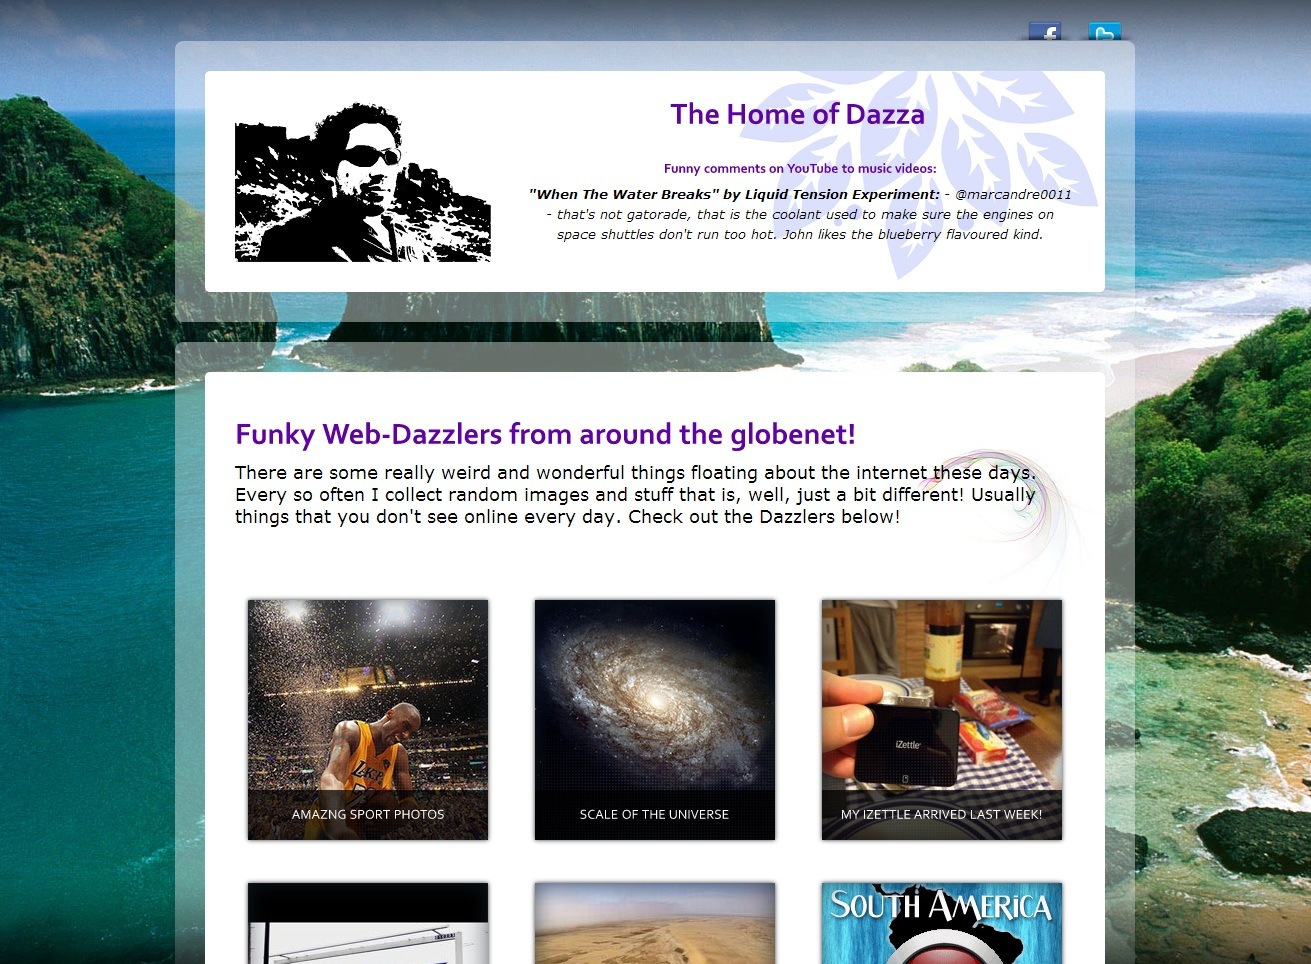 The Home of Dazza
Funny comments on YouTube to music videos:
"When The Water Breaks" by Liquid Tension Experiment: - @marcandre0011
- that's not gatorade, that is the coolant used to make sure the engines on
space shuttles don't run too hot. John likes the blueberry flavoured kind.
Funky Web-Dazzlers from around the globenet!
There are some really weird and wonderful things floating about the internet these days.
Every so often I collect random images and stuff that is, well, just a bit different! Usually
things that you don't see online every day. Check out the Dazzlers below!
iZettle
AMAZNG SPORT PHOTOS
SCALE OF THE UNIVERSE
MY IZETTLE ARRIVED LAST WEEK!
SOUTH AMERICA